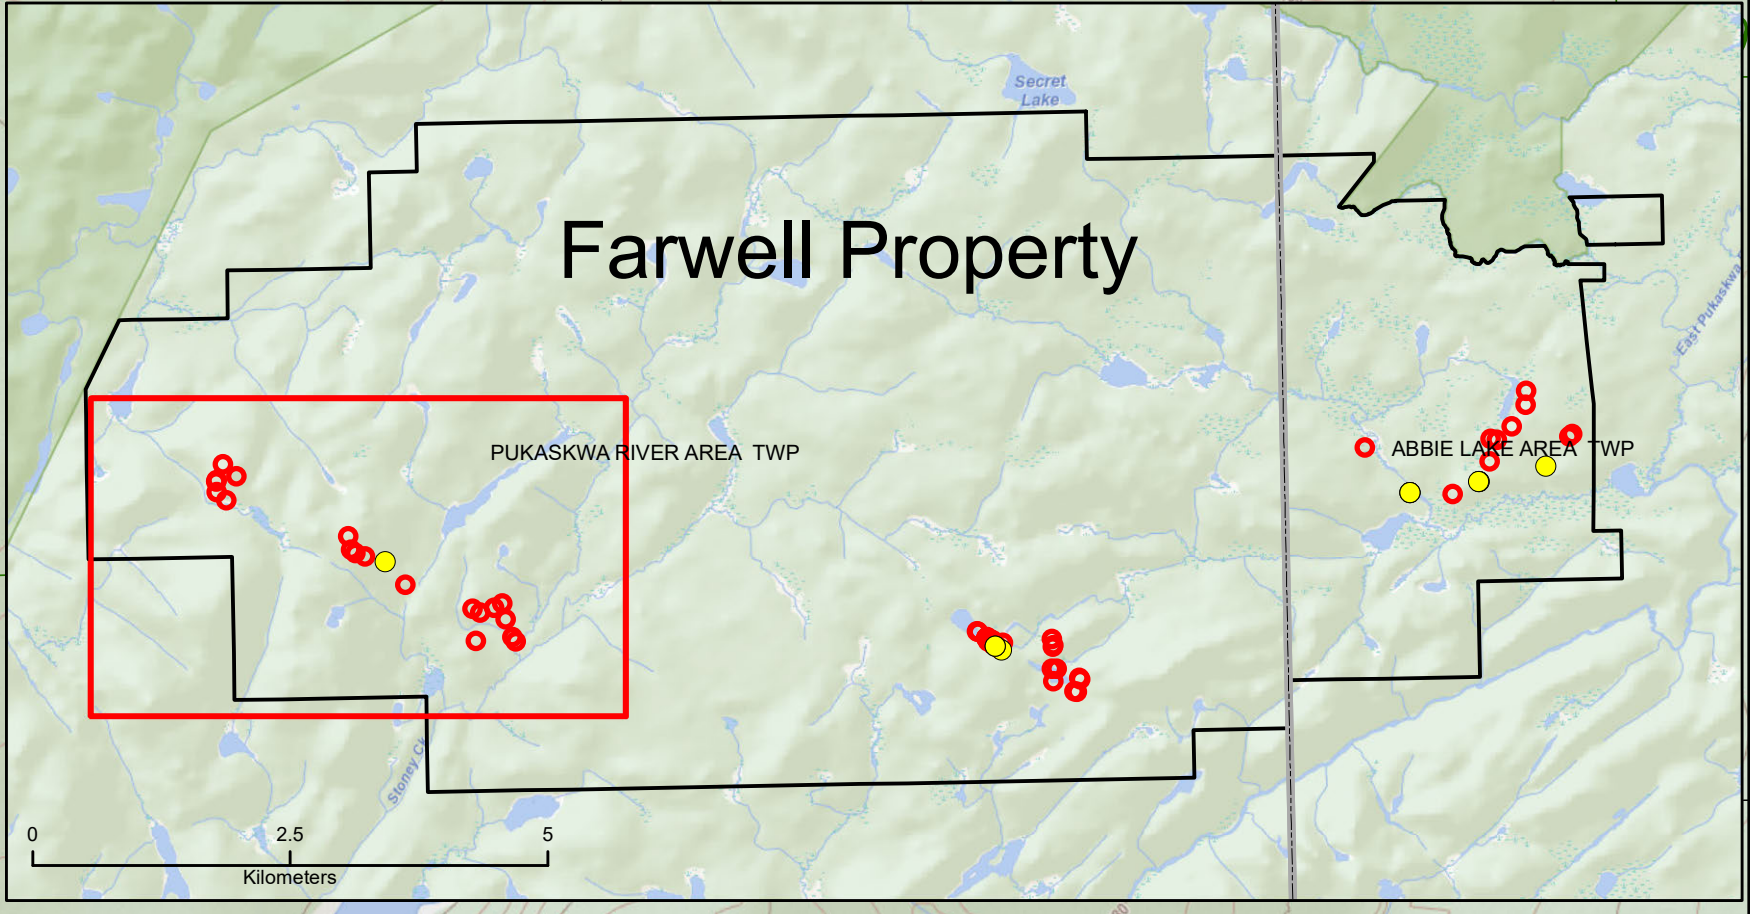 Secret
Lake
Farwell Property
East Pukaskwa
PUKASKWA RIVER AREA TWP
ABBIE LAKE AREA TWP
Stoney Ck
0 2.5 5
Kilometers